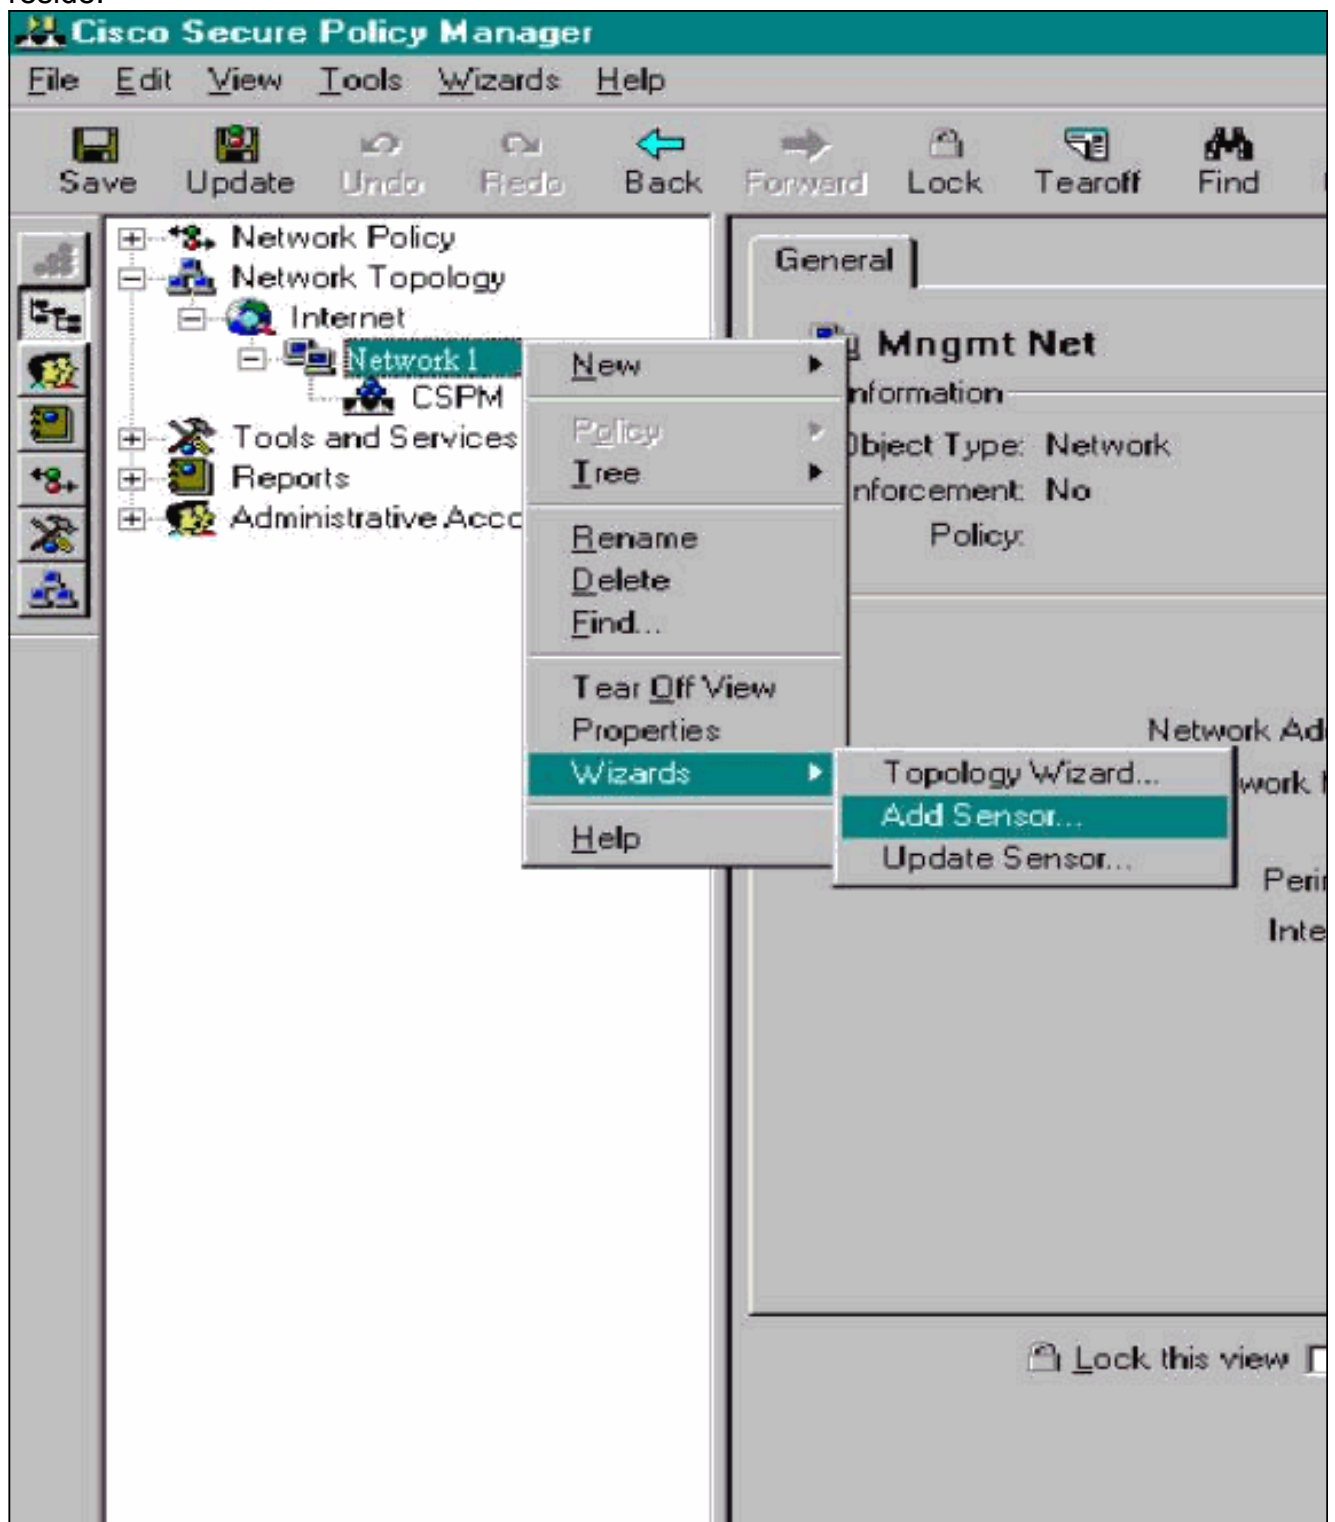 Cisco Secure Policy Manager
File Edit View Tools Wizards Help
Save Update Undo Redo Back Forward Lock Tearoff Find
Network Policy
Network Topology
Internet
Network 1
CSPM
Tools and Services
Reports
Administrative
General
Mngmt Net
Type: Network
No
Policy:
New
Policy
Tree
Rename
Delete
Find...
Tear Off View
Properties
Wizards
Help
Topology Wizard...
Add Sensor...
Update Sensor...
Network
Lock this view